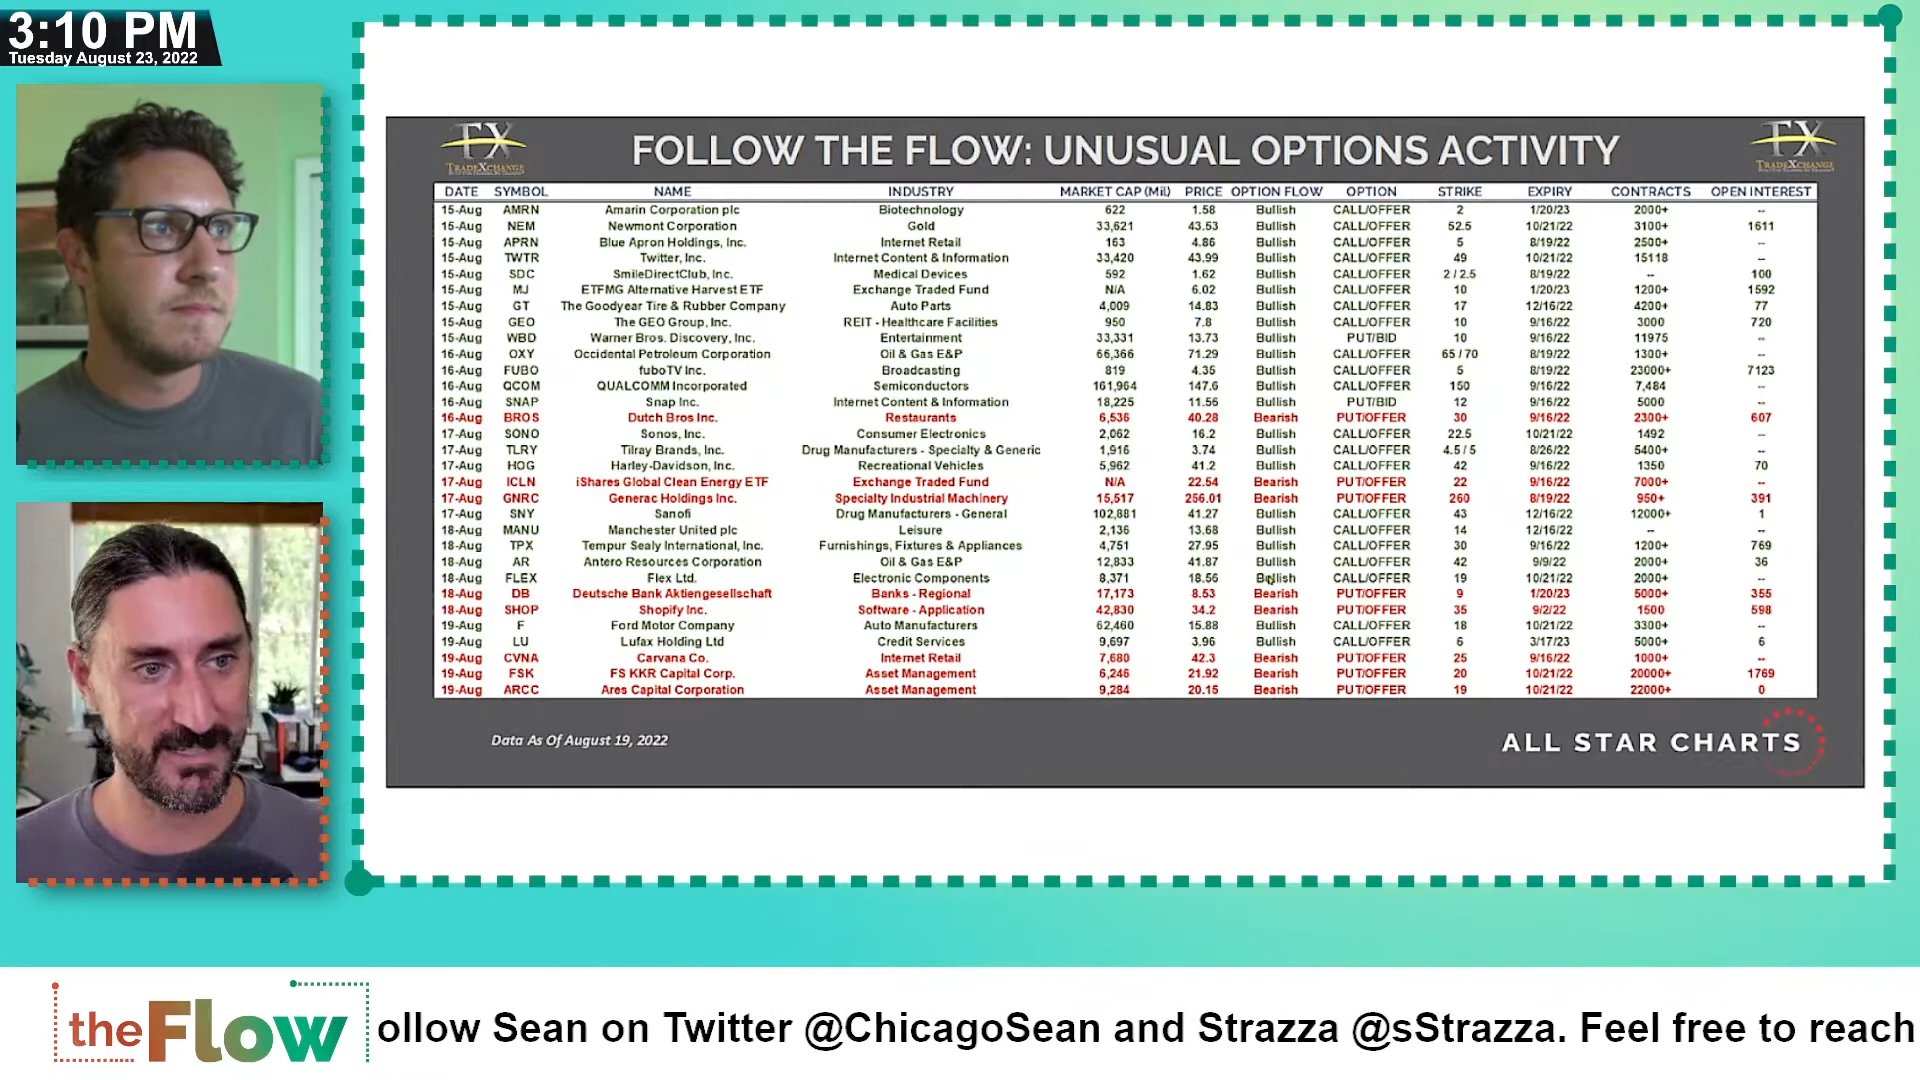 3:10 PM
Tuesday August 23, 2022
TX
TRADEXCHANGE
FOLLOW THE FLOW: UNUSUAL OPTIONS ACTIVITY
TX
TRADEXCHANGE
DATE SYMBOL NAME INDUSTRY MARKET CAP (Mil) PRICE OPTION FLOW OPTION STRIKE EXPIRY CONTRACTS OPEN INTEREST
15-Aug AMRN Amarin Corporation plc Biotechnology 622 1.58 Bullish CALL/OFFER 2 1/20/23 2000+ --
15-Aug NEM Newmont Corporation Gold 33,621 43.53 Bullish CALL/OFFER 52.5 10/21/22 3100+ 1611
15-Aug APRN Blue Apron Holdings, Inc. Internet Retail 163 4.86 Bullish CALL/OFFER 5 8/19/22 2500+ --
15-Aug TWTR Twitter, Inc. Internet Content & Information 33,420 43.99 Bullish CALL/OFFER 49 10/21/22 15118 --
15-Aug SDC SmileDirectClub, Inc. Medical Devices 592 1.62 Bullish CALL/OFFER 2 / 2.5 8/19/22 -- 100
15-Aug MJ ETFMG Alternative Harvest ETF Exchange Traded Fund N/A 6.02 Bullish CALL/OFFER 10 1/20/23 1200+ 1592
15-Aug GT The Goodyear Tire & Rubber Company Auto Parts 4,009 14.83 Bullish CALL/OFFER 17 12/16/22 4200+ 77
15-Aug GEO The GEO Group, Inc. REIT - Healthcare Facilities 950 7.8 Bullish CALL/OFFER 10 9/16/22 3000 720
15-Aug WBD Warner Bros. Discovery, Inc. Entertainment 33,331 13.73 Bullish PUT/BID 10 9/16/22 11975 --
16-Aug OXY Occidental Petroleum Corporation Oil & Gas E&P 66,366 71.29 Bullish CALL/OFFER 65 / 70 8/19/22 1300+ --
16-Aug FUBO fuboTV Inc. Broadcasting 819 4.35 Bullish CALL/OFFER 5 8/19/22 23000+ 7123
16-Aug QCOM QUALCOMM Incorporated Semiconductors 161,964 147.6 Bullish CALL/OFFER 150 9/16/22 7,484 --
16-Aug SNAP Snap Inc. Internet Content & Information 18,225 11.56 Bullish PUT/BID 12 9/16/22 5000 --
16-Aug BROS Dutch Bros Inc. Restaurants 6,536 40.28 Bearish PUT/OFFER 30 9/16/22 2300+ 607
17-Aug SONO Sonos, Inc. Consumer Electronics 2,062 16.2 Bullish CALL/OFFER 22.5 10/21/22 1492 --
17-Aug TLRY Tilray Brands, Inc. Drug Manufacturers - Specialty & Generic 1,916 3.74 Bullish CALL/OFFER 4.5 / 5 8/26/22 5400+ --
17-Aug HOG Harley-Davidson, Inc. Recreational Vehicles 5,962 41.2 Bullish CALL/OFFER 42 9/16/22 1350 70
17-Aug ICLN iShares Global Clean Energy ETF Exchange Traded Fund N/A 22.54 Bearish PUT/OFFER 22 9/16/22 7000+ --
17-Aug GNRC Generac Holdings Inc. Specialty Industrial Machinery 15,517 256.01 Bearish PUT/OFFER 260 8/19/22 950+ 391
17-Aug SNY Sanofi Drug Manufacturers - General 102,881 41.27 Bullish CALL/OFFER 43 12/16/22 12000+ 1
18-Aug MANU Manchester United plc Leisure 2,136 13.68 Bullish CALL/OFFER 14 12/16/22 -- --
18-Aug TPX Tempur Sealy International, Inc. Furnishings, Fixtures & Appliances 4,751 27.95 Bullish CALL/OFFER 30 9/16/22 1200+ 769
18-Aug AR Antero Resources Corporation Oil & Gas E&P 12,833 41.87 Bullish CALL/OFFER 42 9/9/22 2000+ 36
18-Aug FLEX Flex Ltd. Electronic Components 8,371 18.56 Bullish CALL/OFFER 19 10/21/22 2000+ --
18-Aug DB Deutsche Bank Aktiengesellschaft Banks - Regional 17,173 8.53 Bearish PUT/OFFER 9 1/20/23 5000+ 355
18-Aug SHOP Shopify Inc. Software - Application 42,830 34.2 Bearish PUT/OFFER 35 9/2/22 1500 598
19-Aug F Ford Motor Company Auto Manufacturers 62,460 15.88 Bullish CALL/OFFER 18 10/21/22 3300+ --
19-Aug LU Lufax Holding Ltd Credit Services 9,697 3.96 Bullish CALL/OFFER 6 3/17/23 5000+ 6
19-Aug CVNA Carvana Co. Internet Retail 7,680 42.3 Bearish PUT/OFFER 25 9/16/22 1000+ --
19-Aug FSK FS KKR Capital Corp. Asset Management 6,246 21.92 Bearish PUT/OFFER 20 10/21/22 20000+ 1769
19-Aug ARCC Ares Capital Corporation Asset Management 9,284 20.15 Bearish PUT/OFFER 19 10/21/22 22000+ 0
Data As Of August 19, 2022
ALL STAR CHARTS
theFlow
ollow Sean on Twitter @ChicagoSean and Strazza @sStrazza. Feel free to reach